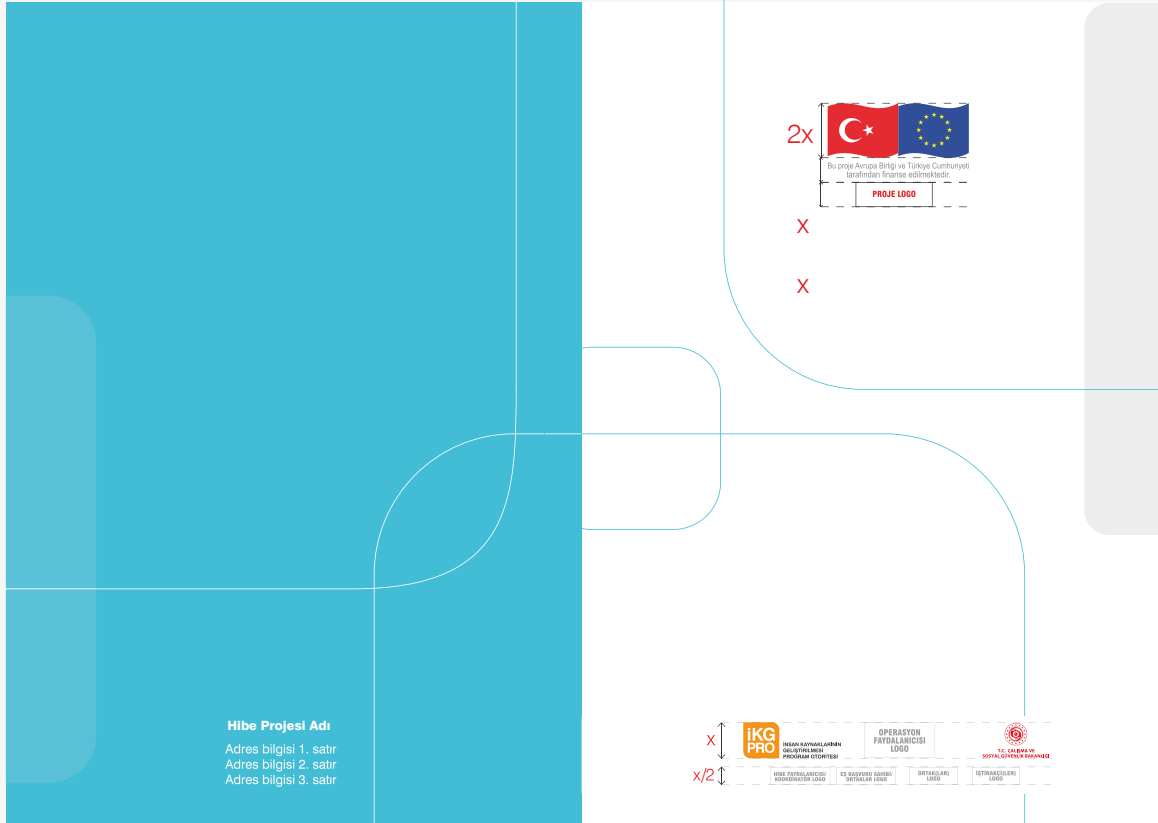 2x
Bu proje Avrupa Birliği ve Türkiye Cumhuriyeti
tarafından finanse edilmektedir.
PROJE LOGO
x
x
Hibe Projesi Adı
Adres bilgisi 1. satır
Adres bilgisi 2. satır
Adres bilgisi 3. satır
x
iKG
PRO
İNSAN KAYNAKLARININ
GELİŞTİRİLMESİ
PROGRAM OTORİTESİ
OPERASYON
FAYDALANICISI
LOGO
T.C. ÇALIŞMA VE
SOSYAL GÜVENLİK BAKANLIĞI
x/2
HİBE FAYDALANICISI/
KOORDİNATÖR LOGO
EŞ BAŞVURU SAHİBİ/
ORTAKLAR LOGO
ORTAK(LAR)
LOGO
İŞTİRAKÇİ(LER)
LOGO